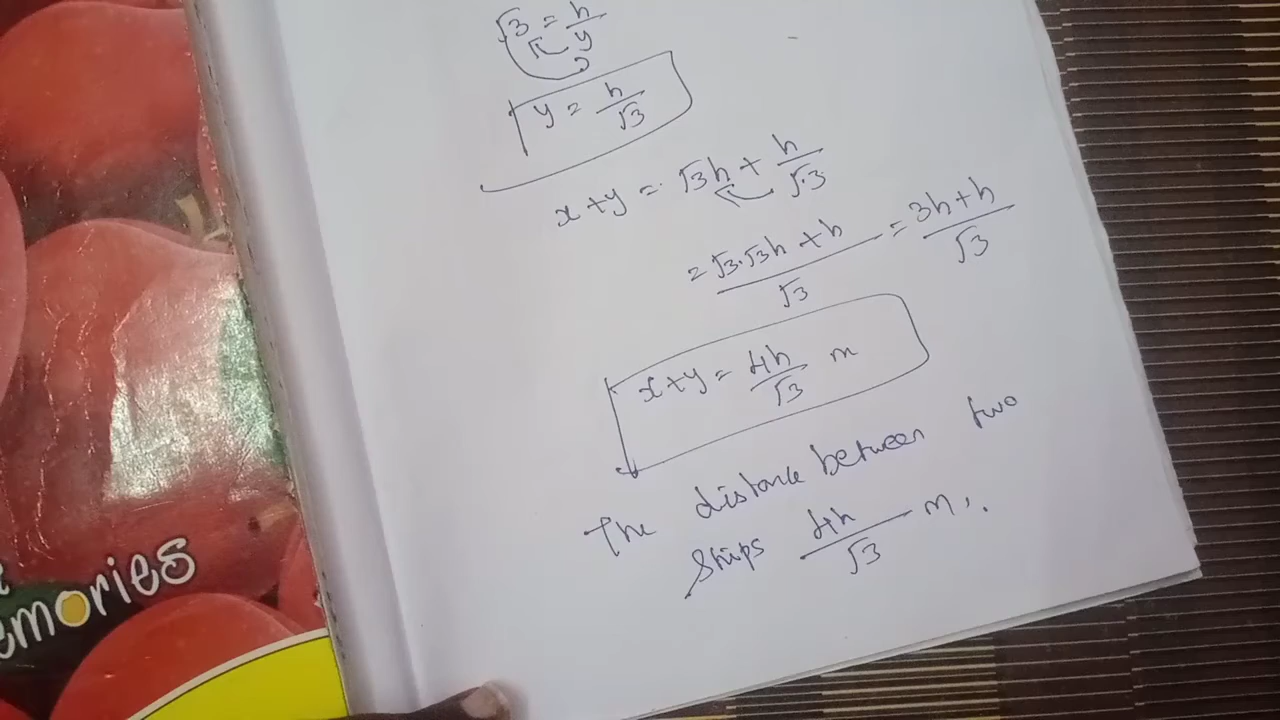 √3 = h/y
y = h/√3
x + y = √3h + h/√3
= √3·√3h + h/√3 = 3h + h/√3
x + y = 4h/√3 m
The distance between two
ships 4h/√3 m.
emories